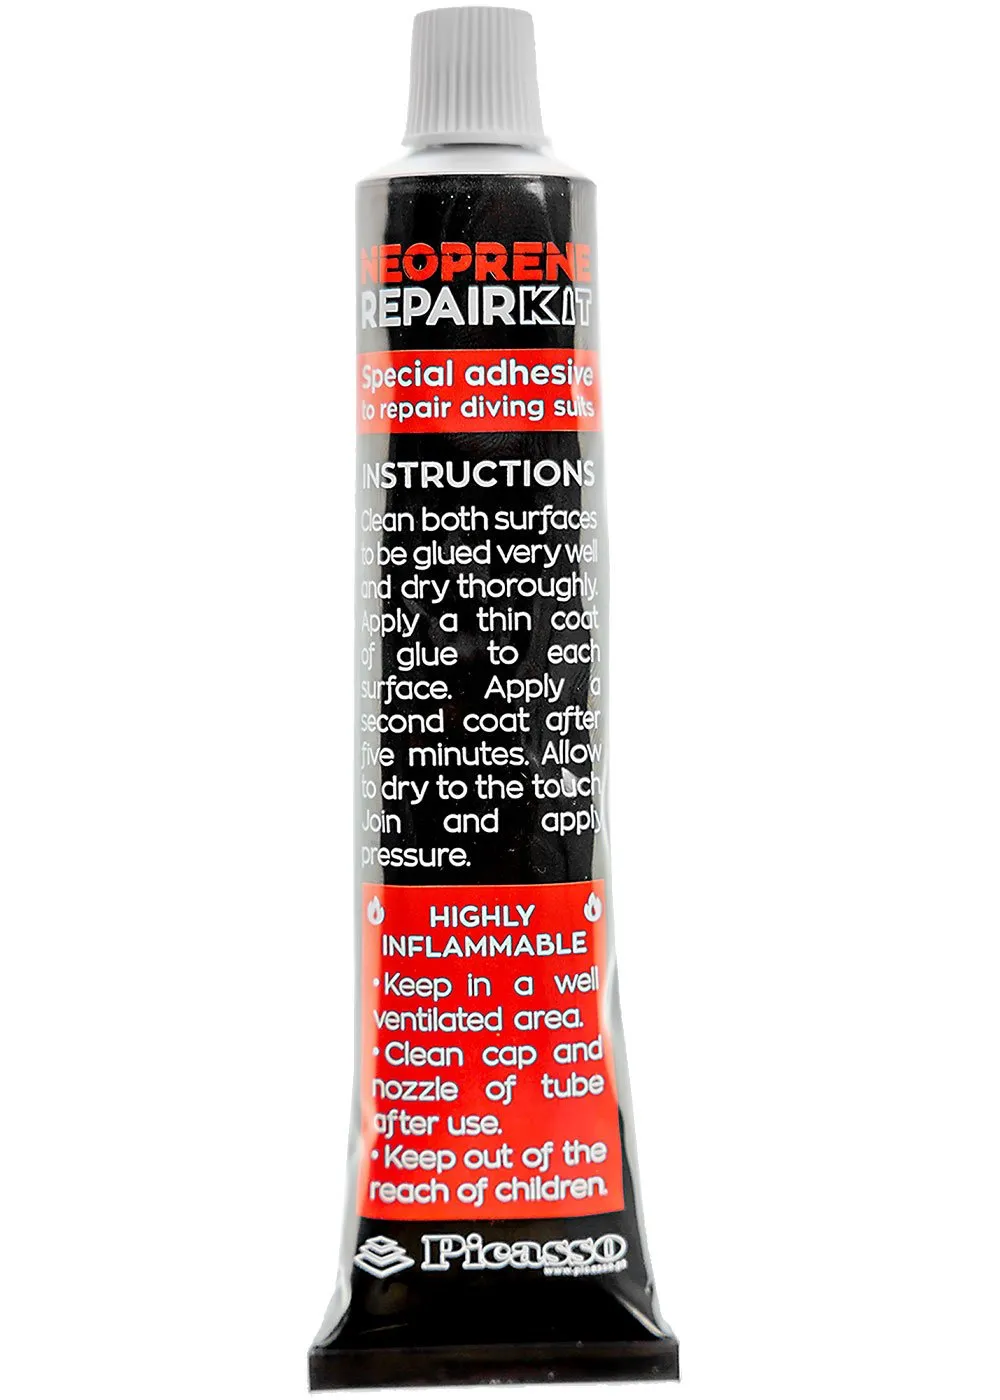 NEOPRENE
REPAIRKIT
Special adhesive
to repair diving suits
INSTRUCTIONS
Clean both surfaces
to be glued very well
and dry thoroughly.
Apply a thin coat
of glue to each
surface. Apply a
second coat after
five minutes. Allow
to dry to the touch
Join and apply
pressure.
HIGHLY
INFLAMMABLE
• Keep in a well
ventilated area.
• Clean cap and
nozzle of tube
after use.
• Keep out of the
reach of children.
Picasso
www.picasso.pt